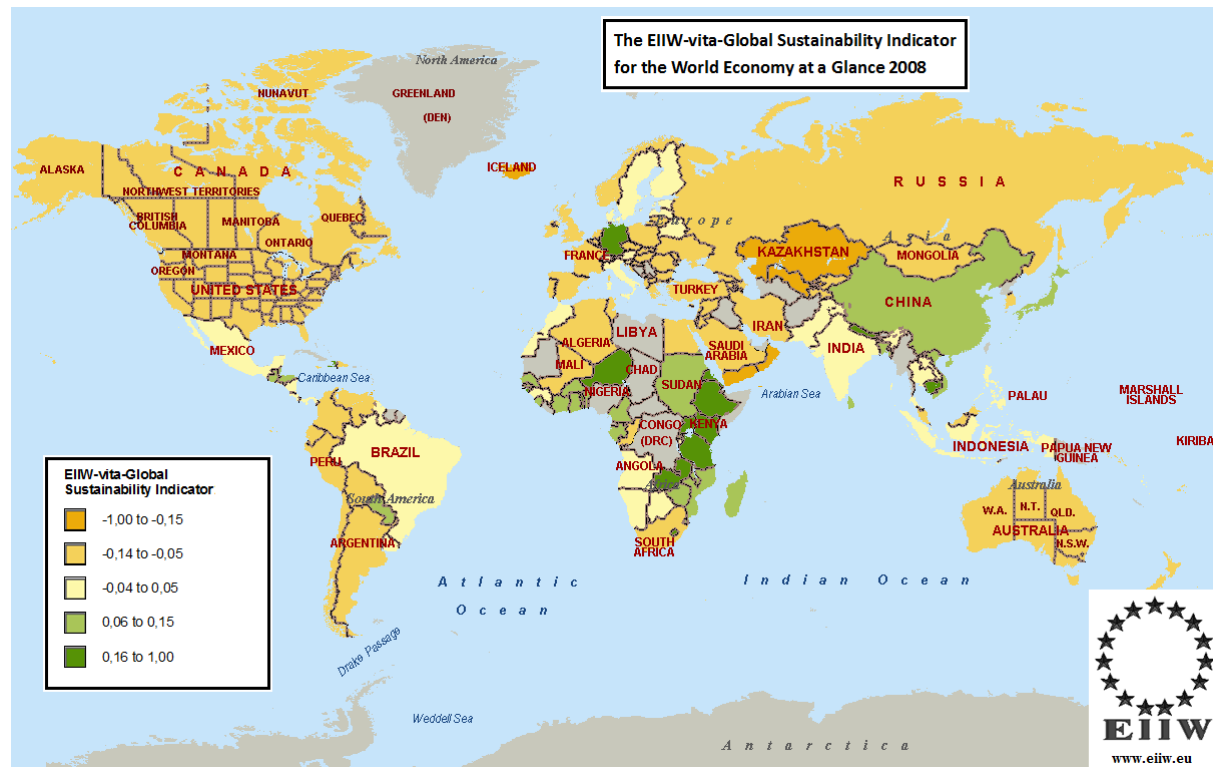 The EIIW-vita-Global Sustainability Indicator
for the World Economy at a Glance 2008
North America
NUNAVUT
GREENLAND
(DEN)
ALASKA
CANADA
ICELAND
RUSSIA
NORTHWEST TERRITORIES
BRITISH
COLUMBIA
MANITOBA
QUEBEC
Europe
Asia
ONTARIO
MONTANA
OREGON
FRANCE
KAZAKHSTAN
MONGOLIA
UNITED STATES
TURKEY
CHINA
MEXICO
ALGERIA
LIBYA
IRAN
SAUDI
ARABIA
INDIA
Caribbean Sea
MALI
CHAD
SUDAN
NIGERIA
Arabian Sea
PALAU
MARSHALL
ISLANDS
KENYA
CONGO
(DRC)
KIRIBA
BRAZIL
PERU
INDONESIA
PAPUA NEW
GUINEA
ANGOLA
Africa
South America
Australia
W.A.
N.T.
QLD.
AUSTRALIA
N.S.W.
ARGENTINA
SOUTH
AFRICA
EIIW-vita-Global
Sustainability Indicator
-1,00 to -0,15
-0,14 to -0,05
-0,04 to 0,05
0,06 to 0,15
0,16 to 1,00
Atlantic
Ocean
Indian Ocean
Drake Passage
Weddell Sea
Antarctica
EIIW
www.eiiw.eu